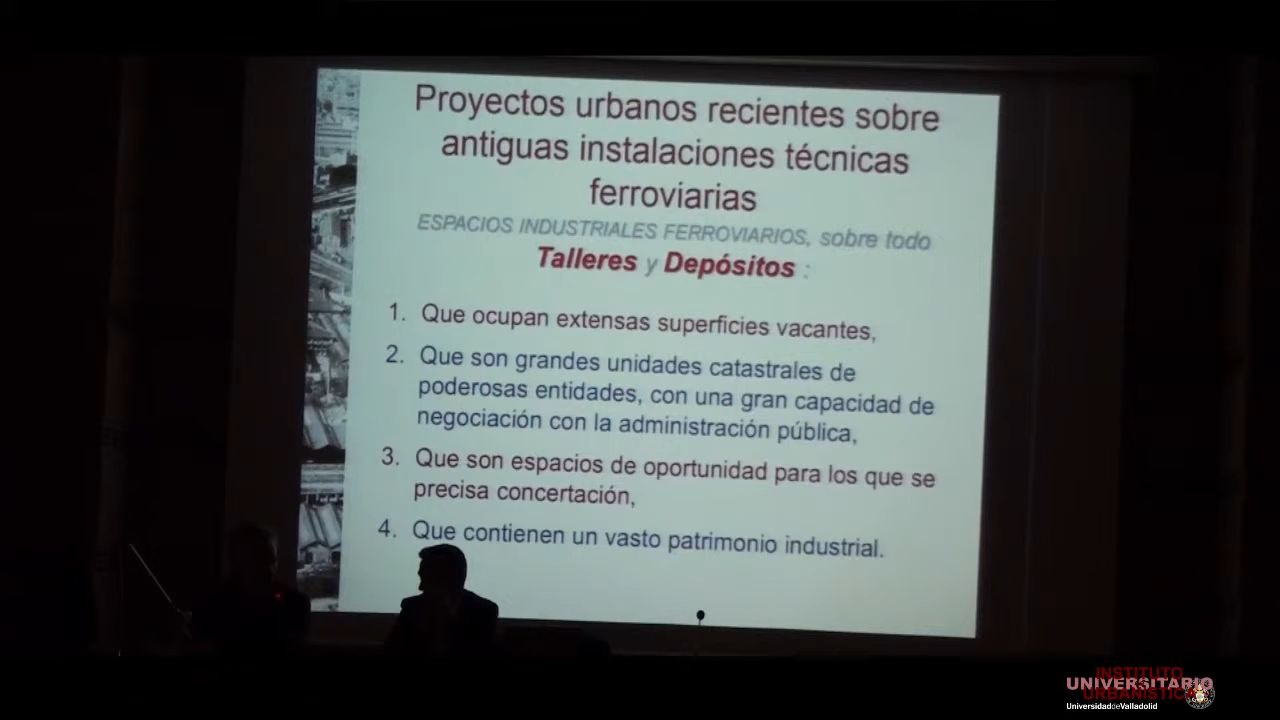 Proyectos urbanos recientes sobre
antiguas instalaciones técnicas
ferroviarias
ESPACIOS INDUSTRIALES FERROVIARIOS, sobre todo
Talleres y Depósitos :
1. Que ocupan extensas superficies vacantes,
2. Que son grandes unidades catastrales de
poderosas entidades, con una gran capacidad de
negociación con la administración pública,
3. Que son espacios de oportunidad para los que se
precisa concertación,
4. Que contienen un vasto patrimonio industrial.
INSTITUTO
UNIVERSITARIO
URBANÍSTICA
UniversidaddeValladolid